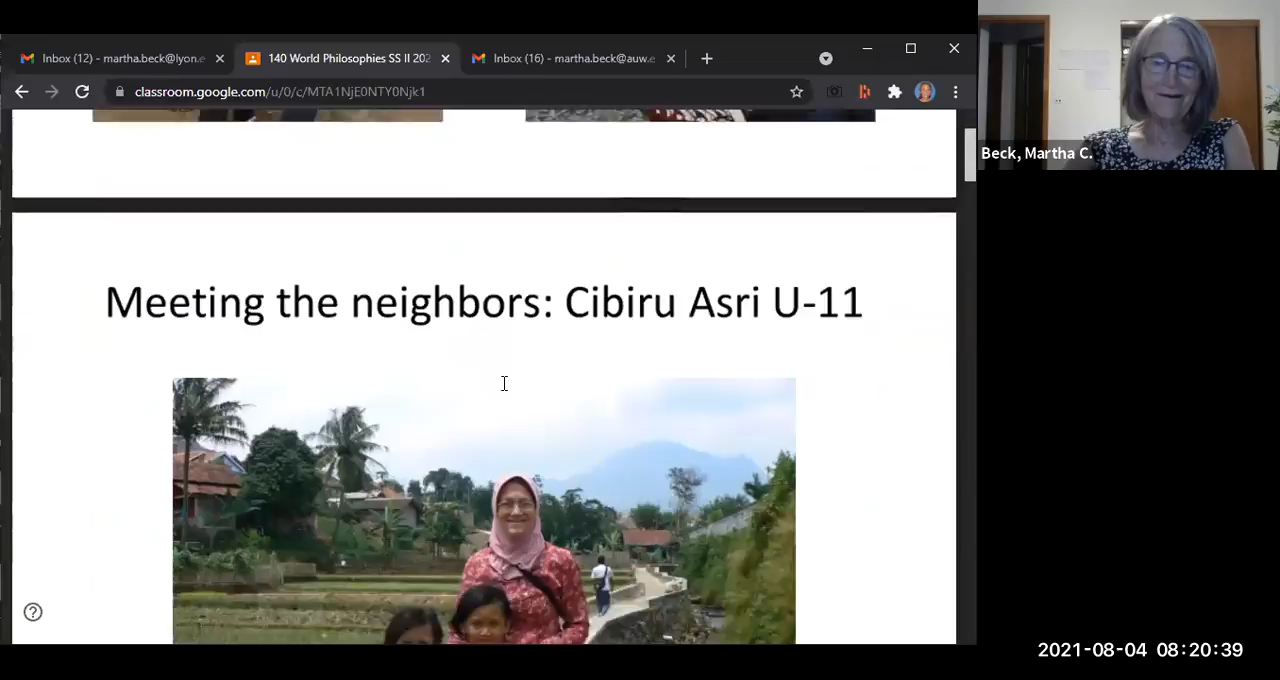 Inbox (12) - martha.beck@lyon.e
140 World Philosophies SS II 202
Inbox (16) - martha.beck@auw.e
classroom.google.com/u/0/c/MTA1NjE0NTY0Njk1
Beck, Martha C.
Meeting the neighbors: Cibiru Asri U-11
2021-08-04 08:20:39